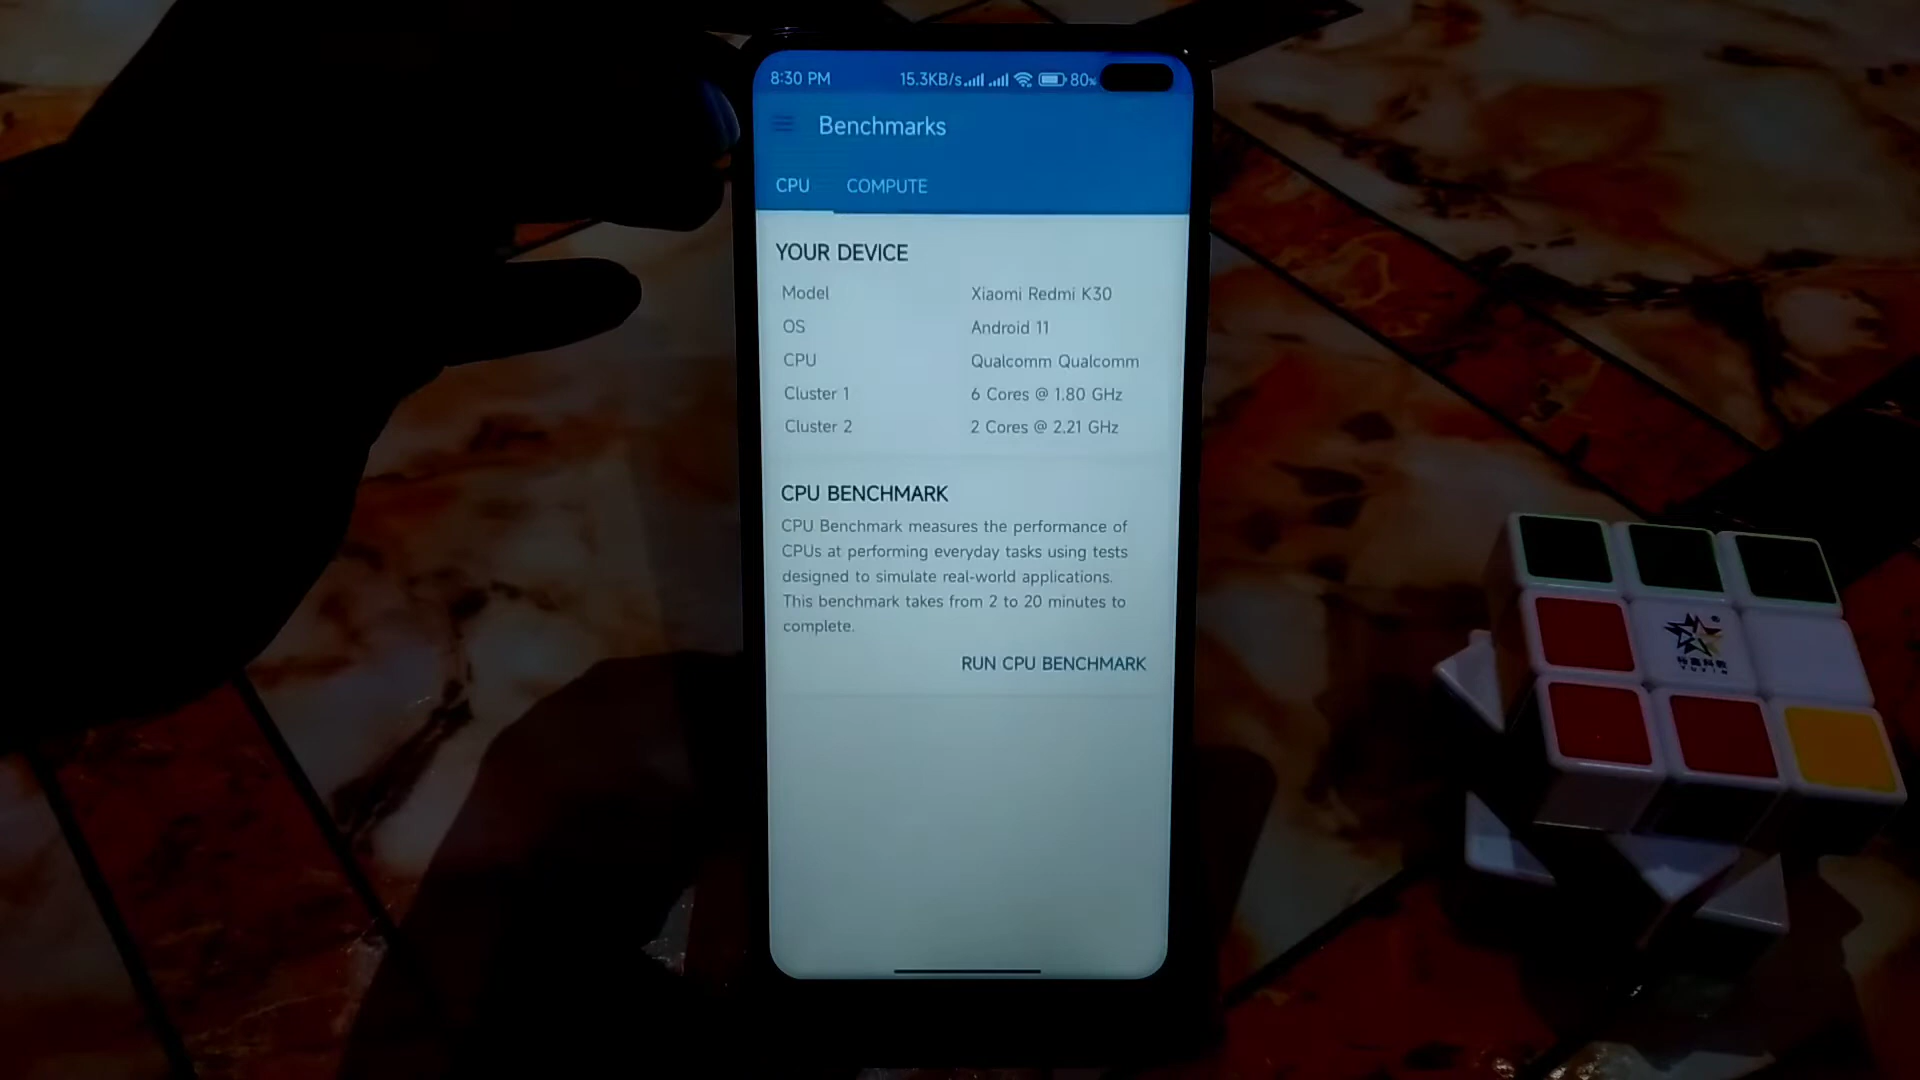 8:30 PM 15.3KB/s 80%
Benchmarks
CPU COMPUTE
YOUR DEVICE
Model Xiaomi Redmi K30
OS Android 11
CPU Qualcomm Qualcomm
Cluster 1 6 Cores @ 1.80 GHz
Cluster 2 2 Cores @ 2.21 GHz
CPU BENCHMARK
CPU Benchmark measures the performance of
CPUs at performing everyday tasks using tests
designed to simulate real-world applications.
This benchmark takes from 2 to 20 minutes to
complete.
RUN CPU BENCHMARK
YUXIN